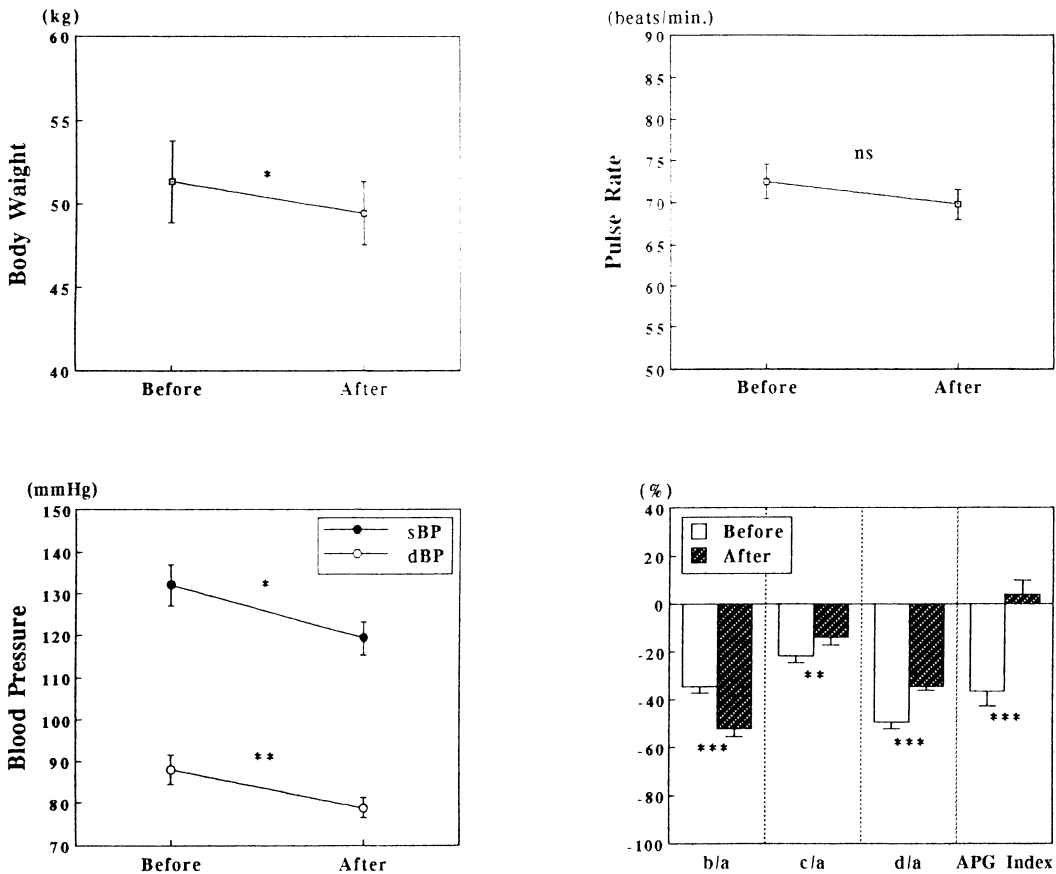 (kg)
60
55
50
45
40
Body Waight
*
Before After
(beats/min.)
90
85
80
75
70
65
60
55
50
Pulse Rate
ns
Before After
(mmHg)
150
140
130
120
110
100
90
80
70
Blood Pressure
sBP
dBP
*
**
Before After
(%)
40
20
0
-20
-40
-60
-80
-100
Before
After
***
**
***
***
b/a c/a d/a APG Index